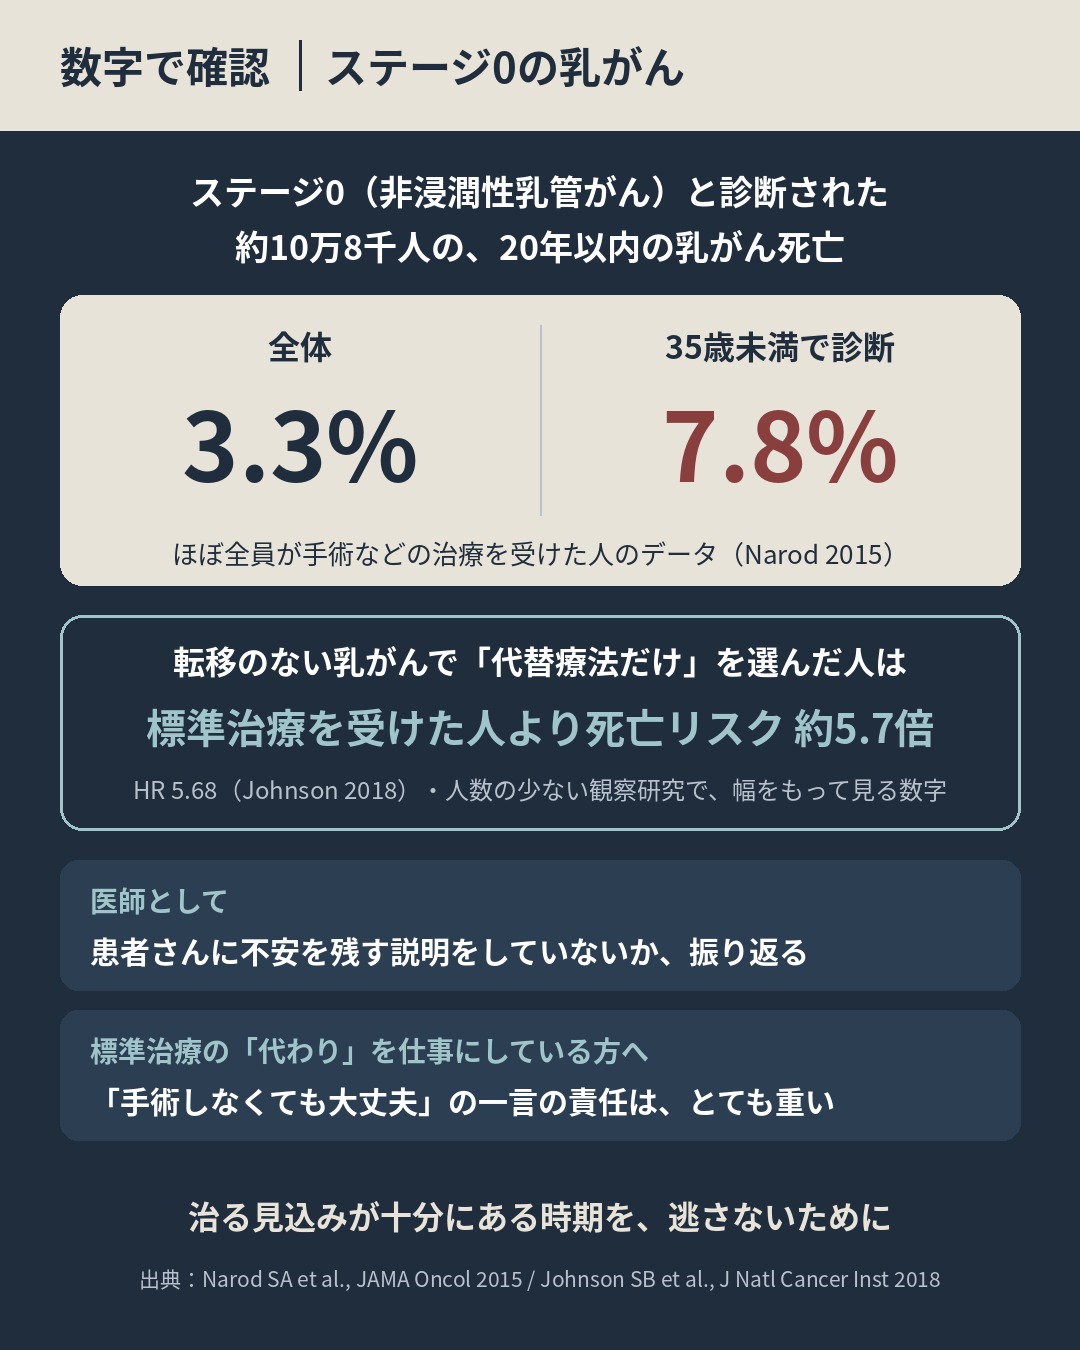 数字で確認｜ステージ0の乳がん
ステージ0（非浸潤性乳管がん）と診断された
約10万8千人の、20年以内の乳がん死亡
全体
3.3%
35歳未満で診断
7.8%
ほぼ全員が手術などの治療を受けた人のデータ（Narod 2015）
転移のない乳がんで「代替療法だけ」を選んだ人は
標準治療を受けた人より死亡リスク 約5.7倍
HR 5.68（Johnson 2018）・人数の少ない観察研究で、幅をもって見る数字
医師として
患者さんに不安を残す説明をしていないか、振り返る
標準治療の「代わり」を仕事にしている方へ
「手術しなくても大丈夫」の一言の責任は、とても重い
治る見込みが十分にある時期を、逃さないために
出典：Narod SA et al., JAMA Oncol 2015 / Johnson SB et al., J Natl Cancer Inst 2018